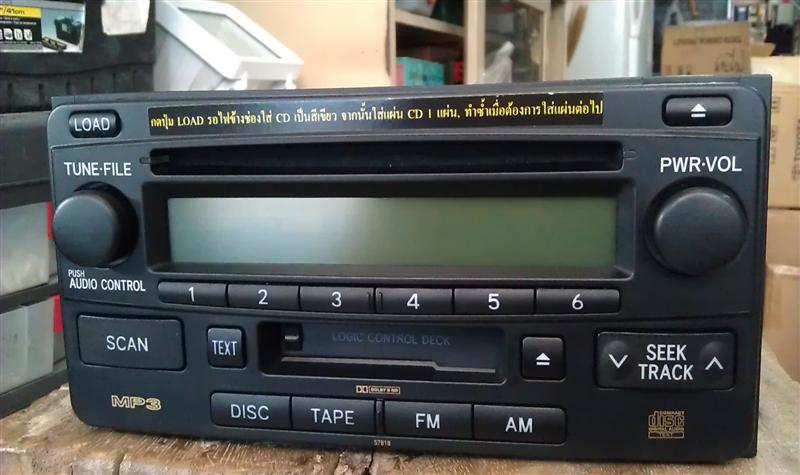 "/41cm
LOAD
กดปุ่ม LOAD รอไฟข้างช่องใส่ CD เป็นสีเขียว จากนั้นใส่แผ่น CD 1 แผ่น, ทำซ้ำเมื่อต้องการใส่แผ่นต่อไป
TUNE·FILE
PWR·VOL
PUSH
AUDIO CONTROL
1 2 3 4 5 6
SCAN
TEXT
LOGIC CONTROL DECK
SEEK
TRACK
MP3
DOLBY B NR
DISC TAPE FM AM
57818
COMPACT
disc
DIGITAL AUDIO
TEXT